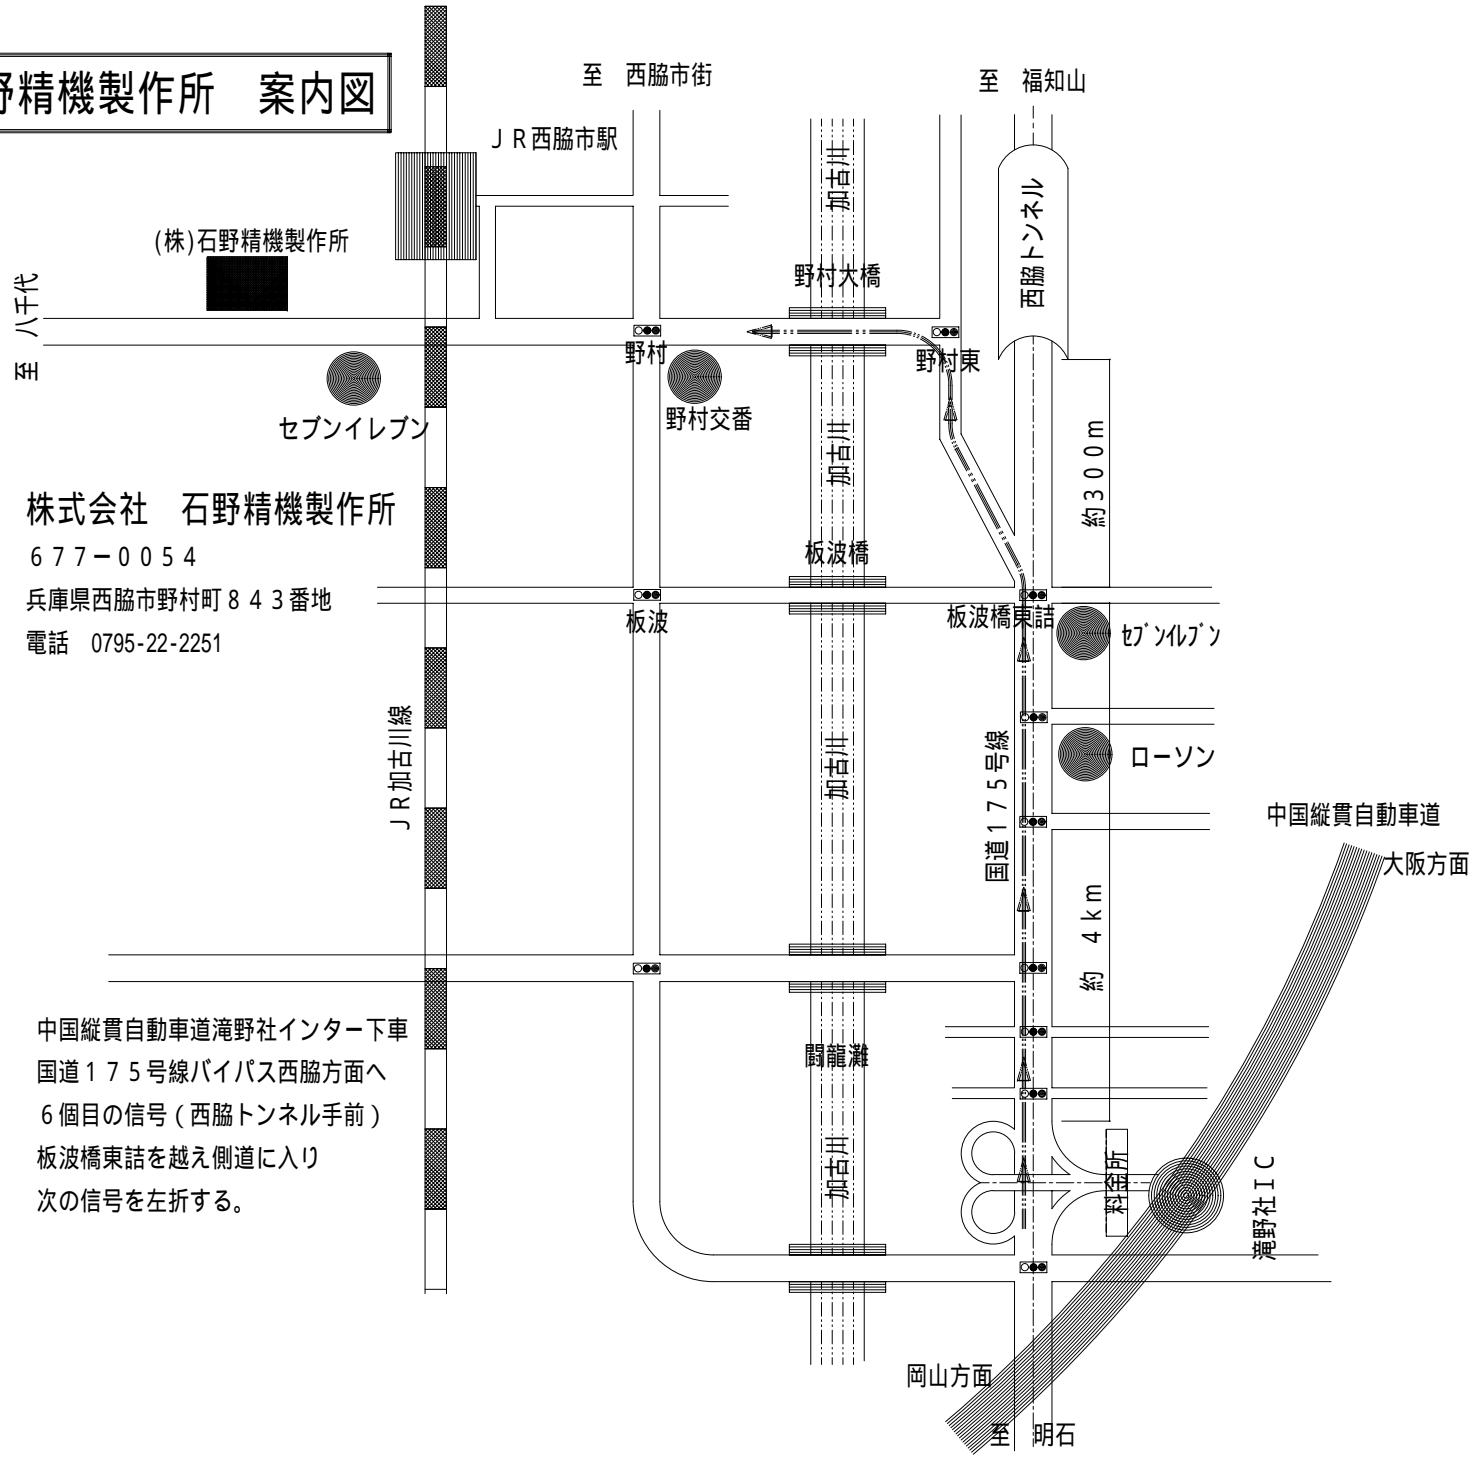 野精機製作所　案内図
至　西脇市街
至　福知山
ＪＲ西脇市駅
加古川
西脇トンネル
(株)石野精機製作所
至　八千代
野村大橋
野村
野村東
セブンイレブン
野村交番
加古川
約３００ｍ
株式会社　石野精機製作所
６７７－００５４
兵庫県西脇市野村町８４３番地
電話　0795-22-2251
板波橋
板波
板波橋東詰
ｾﾌﾞﾝｲﾚﾌﾞﾝ
ＪＲ加古川線
加古川
国道１７５号線
ローソン
中国縦貫自動車道
大阪方面
約　４ｋｍ
中国縦貫自動車道滝野社インター下車
国道１７５号線バイパス西脇方面へ
６個目の信号（西脇トンネル手前）
板波橋東詰を越え側道に入り
次の信号を左折する。
闘龍灘
加古川
料金所
滝野社ＩＣ
岡山方面
至　明石